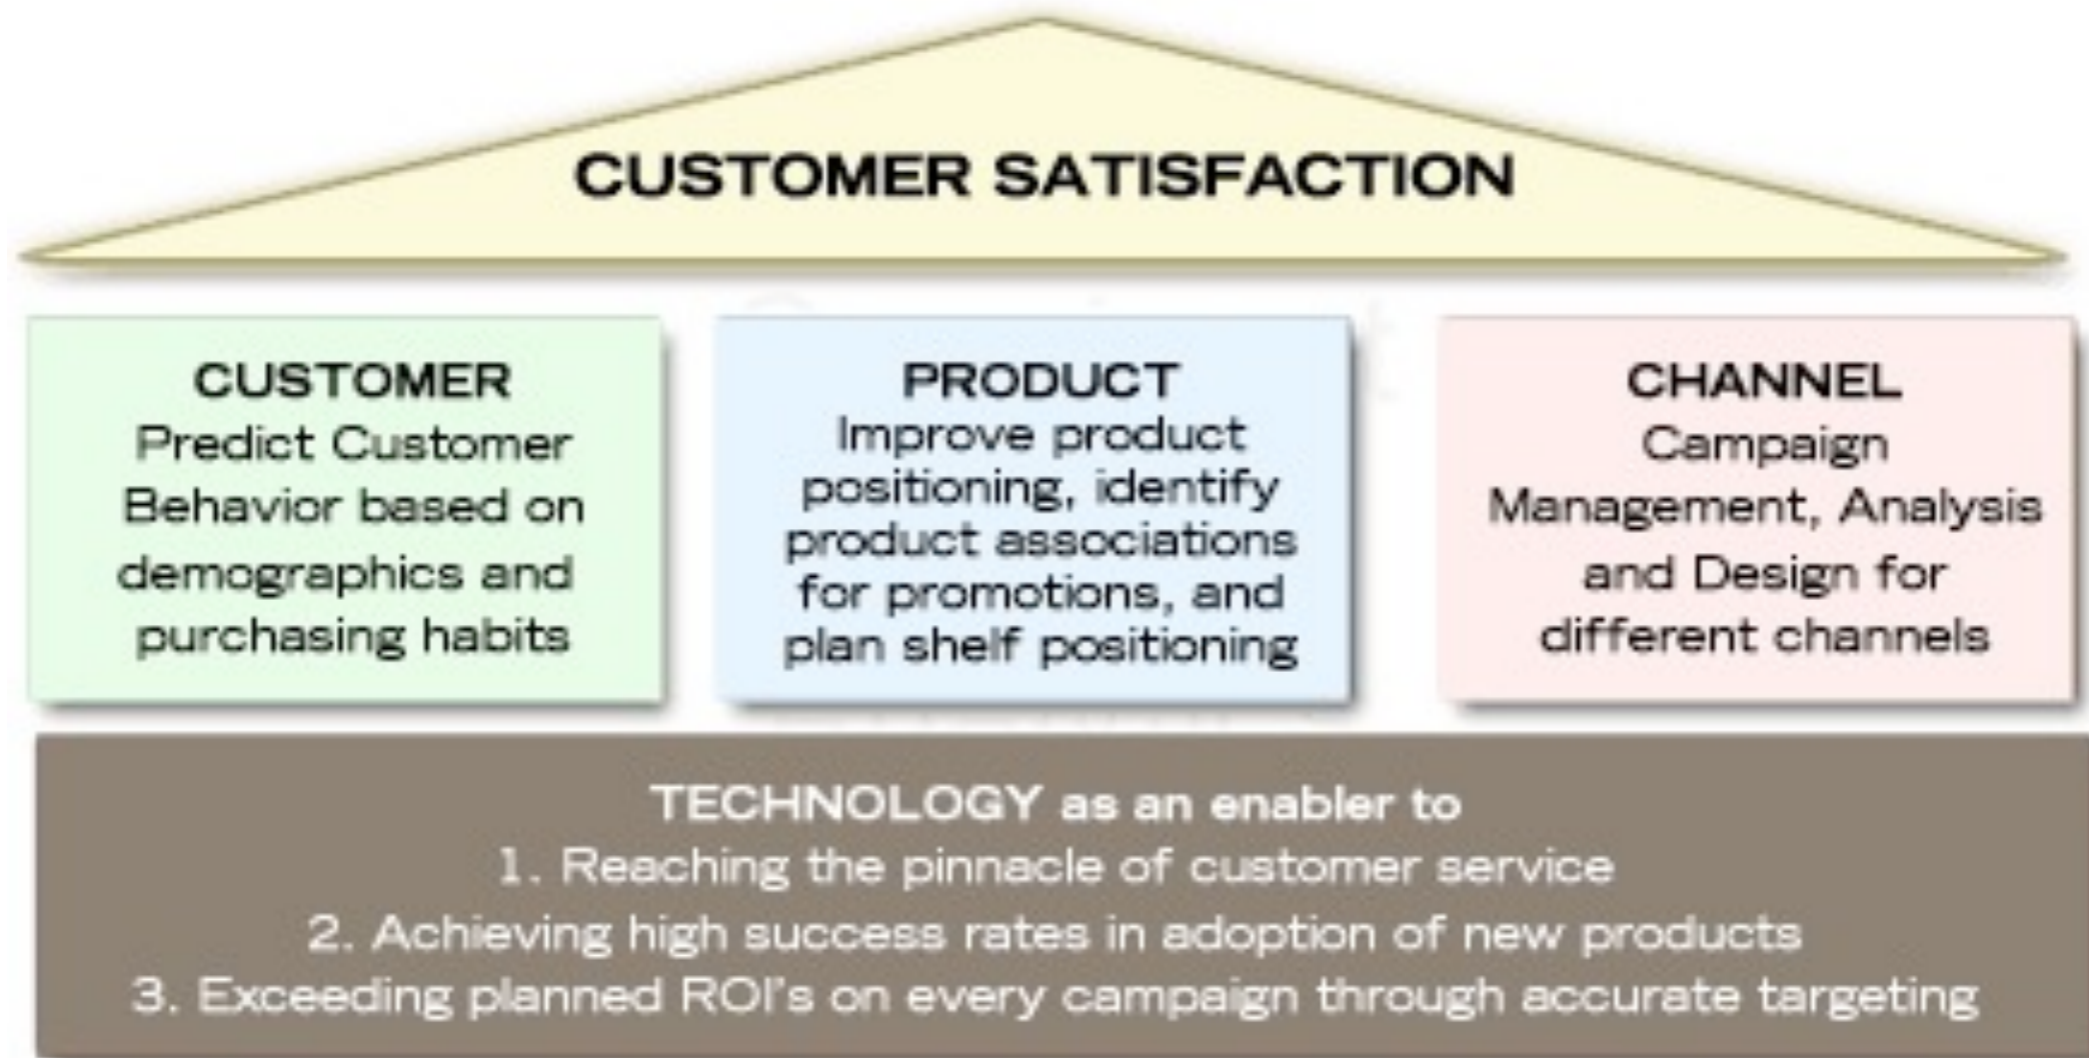 CUSTOMER SATISFACTION
CUSTOMER
Predict Customer
Behavior based on
demographics and
purchasing habits
PRODUCT
Improve product
positioning, identify
product associations
for promotions, and
plan shelf positioning
CHANNEL
Campaign
Management, Analysis
and Design for
different channels
TECHNOLOGY as an enabler to
1. Reaching the pinnacle of customer service
2. Achieving high success rates in adoption of new products
3. Exceeding planned ROI's on every campaign through accurate targeting